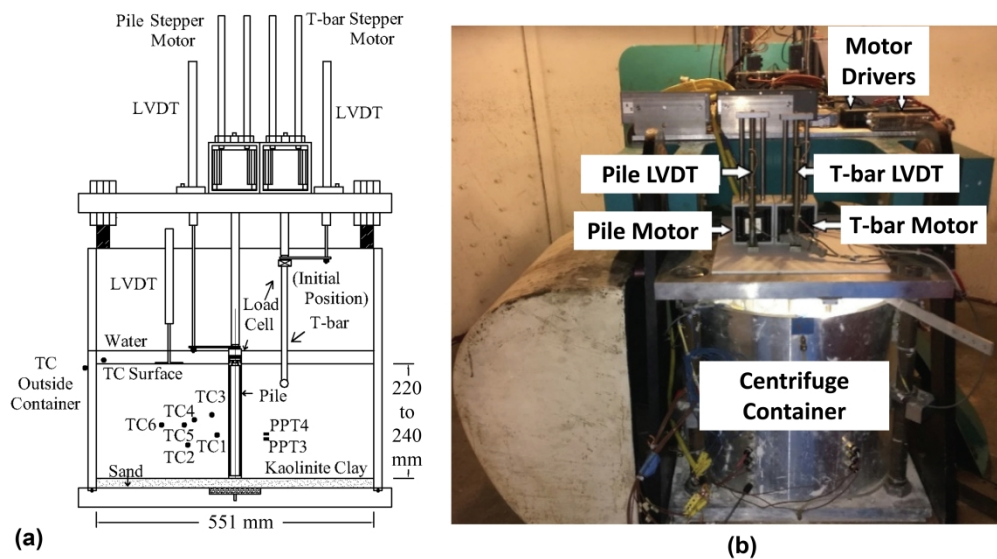 Pile Stepper
Motor
T-bar Stepper
Motor
LVDT
LVDT
LVDT
(Initial
Position)
Load
Cell
T-bar
Water
TC
Outside
Container
TC Surface
Pile
TC3
TC4
TC6
TC5
TC1
TC2
PPT4
PPT3
220
to
240
mm
Sand
Kaolinite Clay
551 mm
(a)
Motor
Drivers
Pile LVDT
T-bar LVDT
Pile Motor
T-bar Motor
Centrifuge
Container
(b)